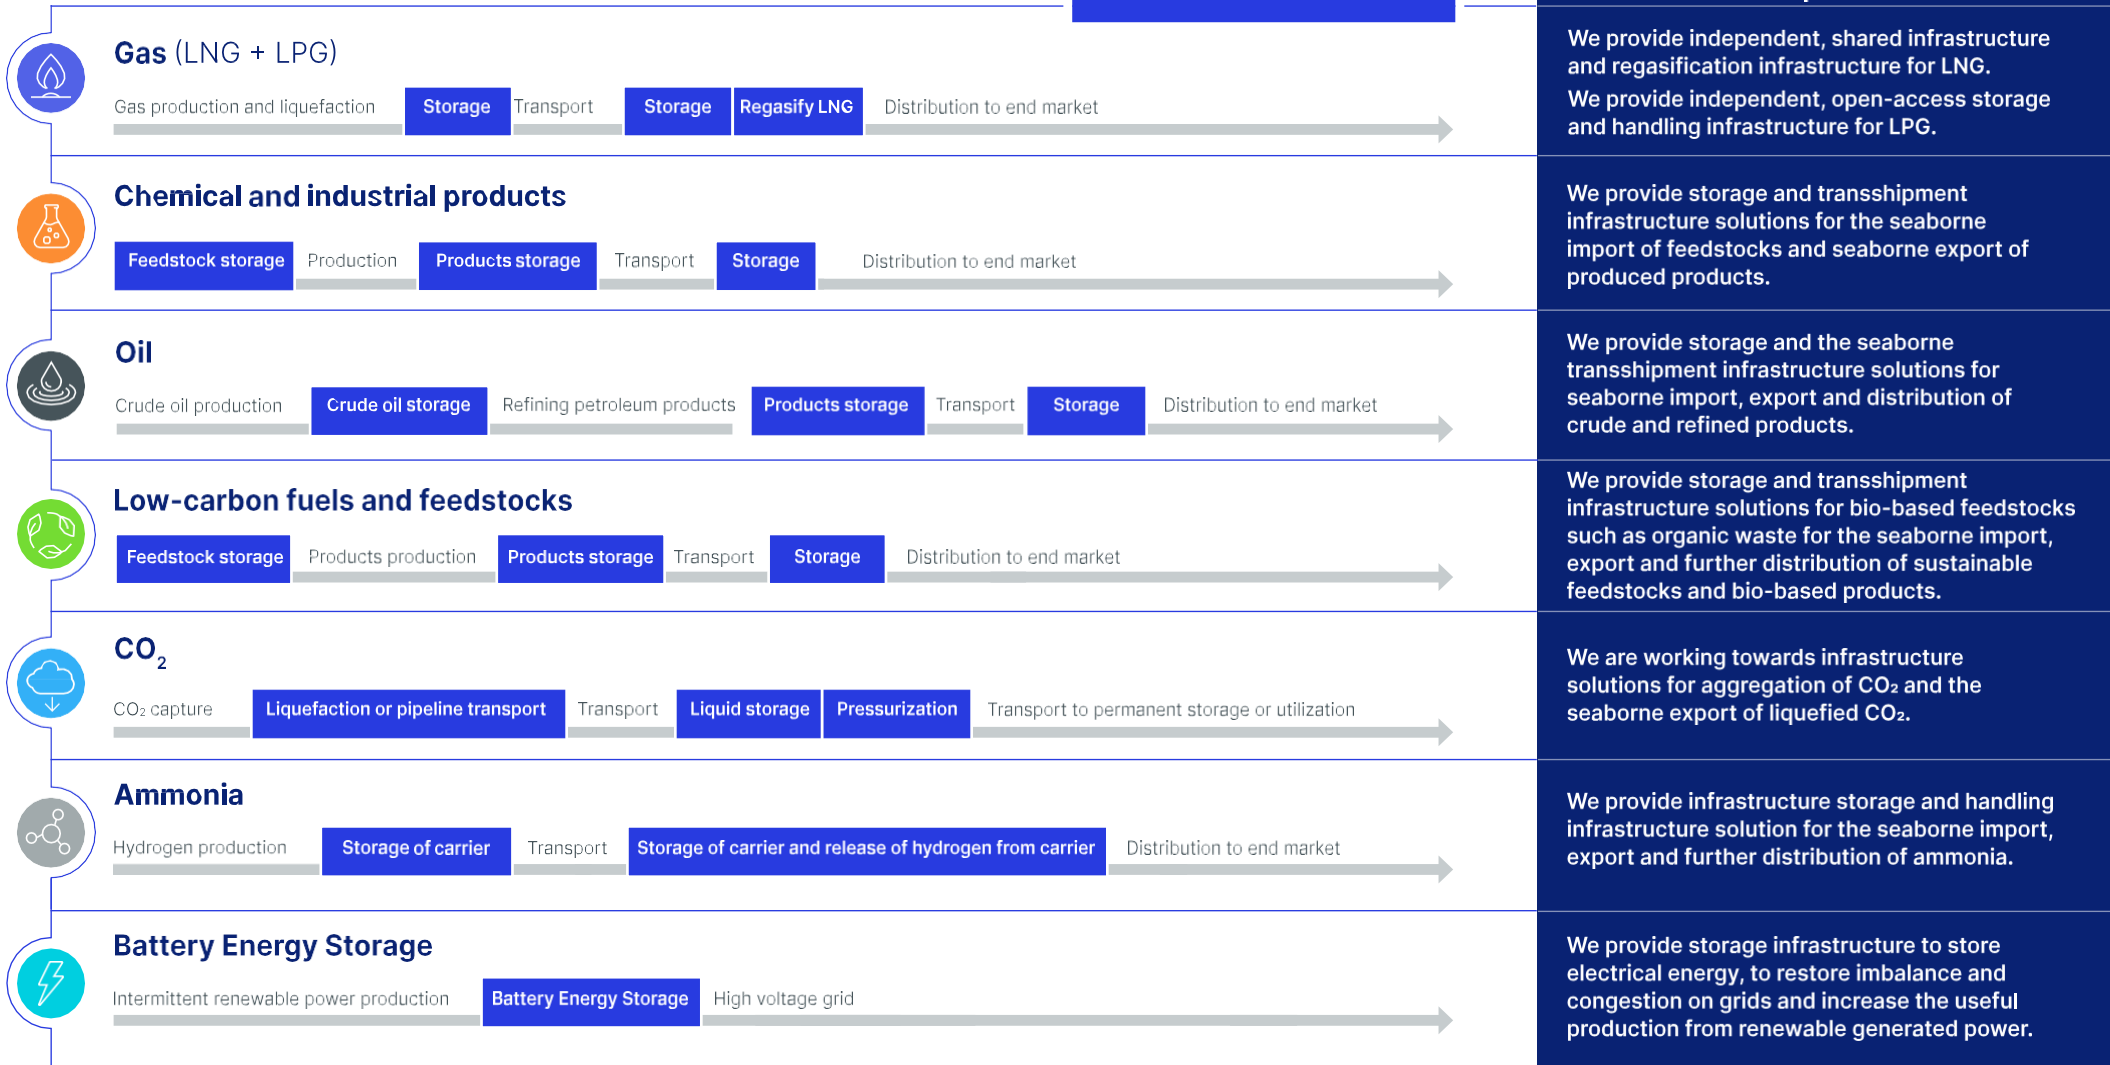 Gas (LNG + LPG)
Gas production and liquefaction Storage Transport Storage Regasify LNG Distribution to end market
We provide independent, shared infrastructure
and regasification infrastructure for LNG.
We provide independent, open-access storage
and handling infrastructure for LPG.
Chemical and industrial products
Feedstock storage Production Products storage Transport Storage Distribution to end market
We provide storage and transshipment
infrastructure solutions for the seaborne
import of feedstocks and seaborne export of
produced products.
Oil
Crude oil production Crude oil storage Refining petroleum products Products storage Transport Storage Distribution to end market
We provide storage and the seaborne
transshipment infrastructure solutions for
seaborne import, export and distribution of
crude and refined products.
Low-carbon fuels and feedstocks
Feedstock storage Products production Products storage Transport Storage Distribution to end market
We provide storage and transshipment
infrastructure solutions for bio-based feedstocks
such as organic waste for the seaborne import,
export and further distribution of sustainable
feedstocks and bio-based products.
CO₂
CO₂ capture Liquefaction or pipeline transport Transport Liquid storage Pressurization Transport to permanent storage or utilization
We are working towards infrastructure
solutions for aggregation of CO₂ and the
seaborne export of liquefied CO₂.
Ammonia
Hydrogen production Storage of carrier Transport Storage of carrier and release of hydrogen from carrier Distribution to end market
We provide infrastructure storage and handling
infrastructure solution for the seaborne import,
export and further distribution of ammonia.
Battery Energy Storage
Intermittent renewable power production Battery Energy Storage High voltage grid
We provide storage infrastructure to store
electrical energy, to restore imbalance and
congestion on grids and increase the useful
production from renewable generated power.